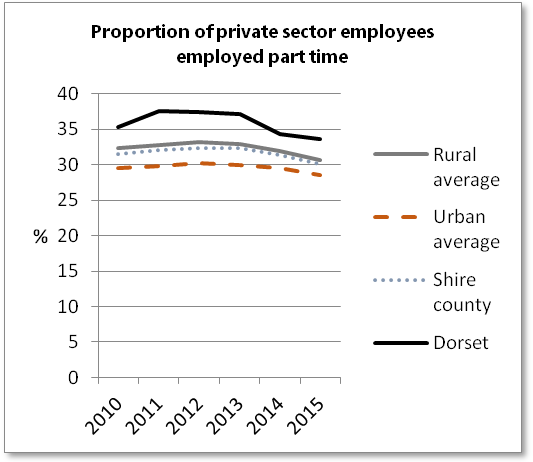 Proportion of private sector employees
employed part time
40
35
30
25
20
15
10
5
0
%
2010
2011
2012
2013
2014
2015
Rural
average
Urban
average
Shire
county
Dorset